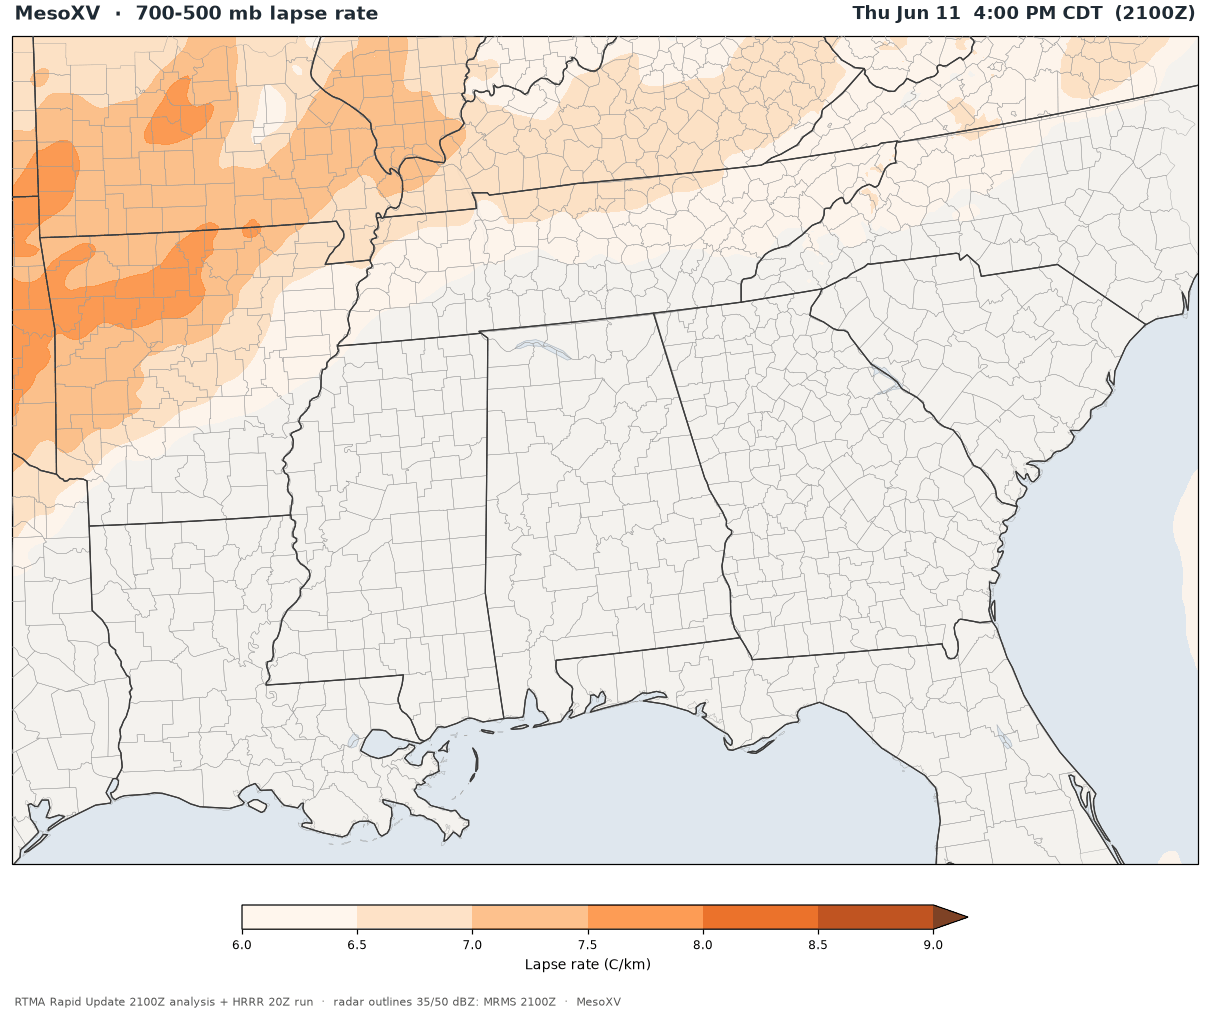 MesoXV · 700-500 mb lapse rate
Thu Jun 11 4:00 PM CDT (2100Z)
6.0 6.5 7.0 7.5 8.0 8.5 9.0
Lapse rate (C/km)
RTMA Rapid Update 2100Z analysis + HRRR 20Z run · radar outlines 35/50 dBZ: MRMS 2100Z · MesoXV